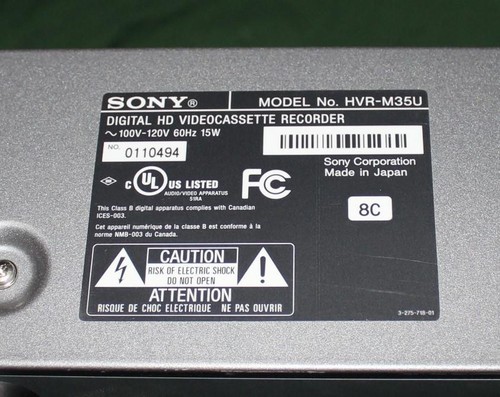 SONY®
MODEL No. HVR-M35U
DIGITAL HD VIDEOCASSETTE RECORDER
~100V-120V 60Hz 15W
NO.
0110494
Sony Corporation
Made in Japan
C UL US LISTED
AUDIO/VIDEO APPARATUS
51RA
FC
8C
This Class B digital apparatus complies with Canadian
ICES-003.
Cet appareil numérique de la classe B est conforme à la
norme NMB-003 du Canada.
CAUTION
RISK OF ELECTRIC SHOCK
DO NOT OPEN
ATTENTION
RISQUE DE CHOC ELECTRIQUE NE PAS OUVRIR
3-275-718-01